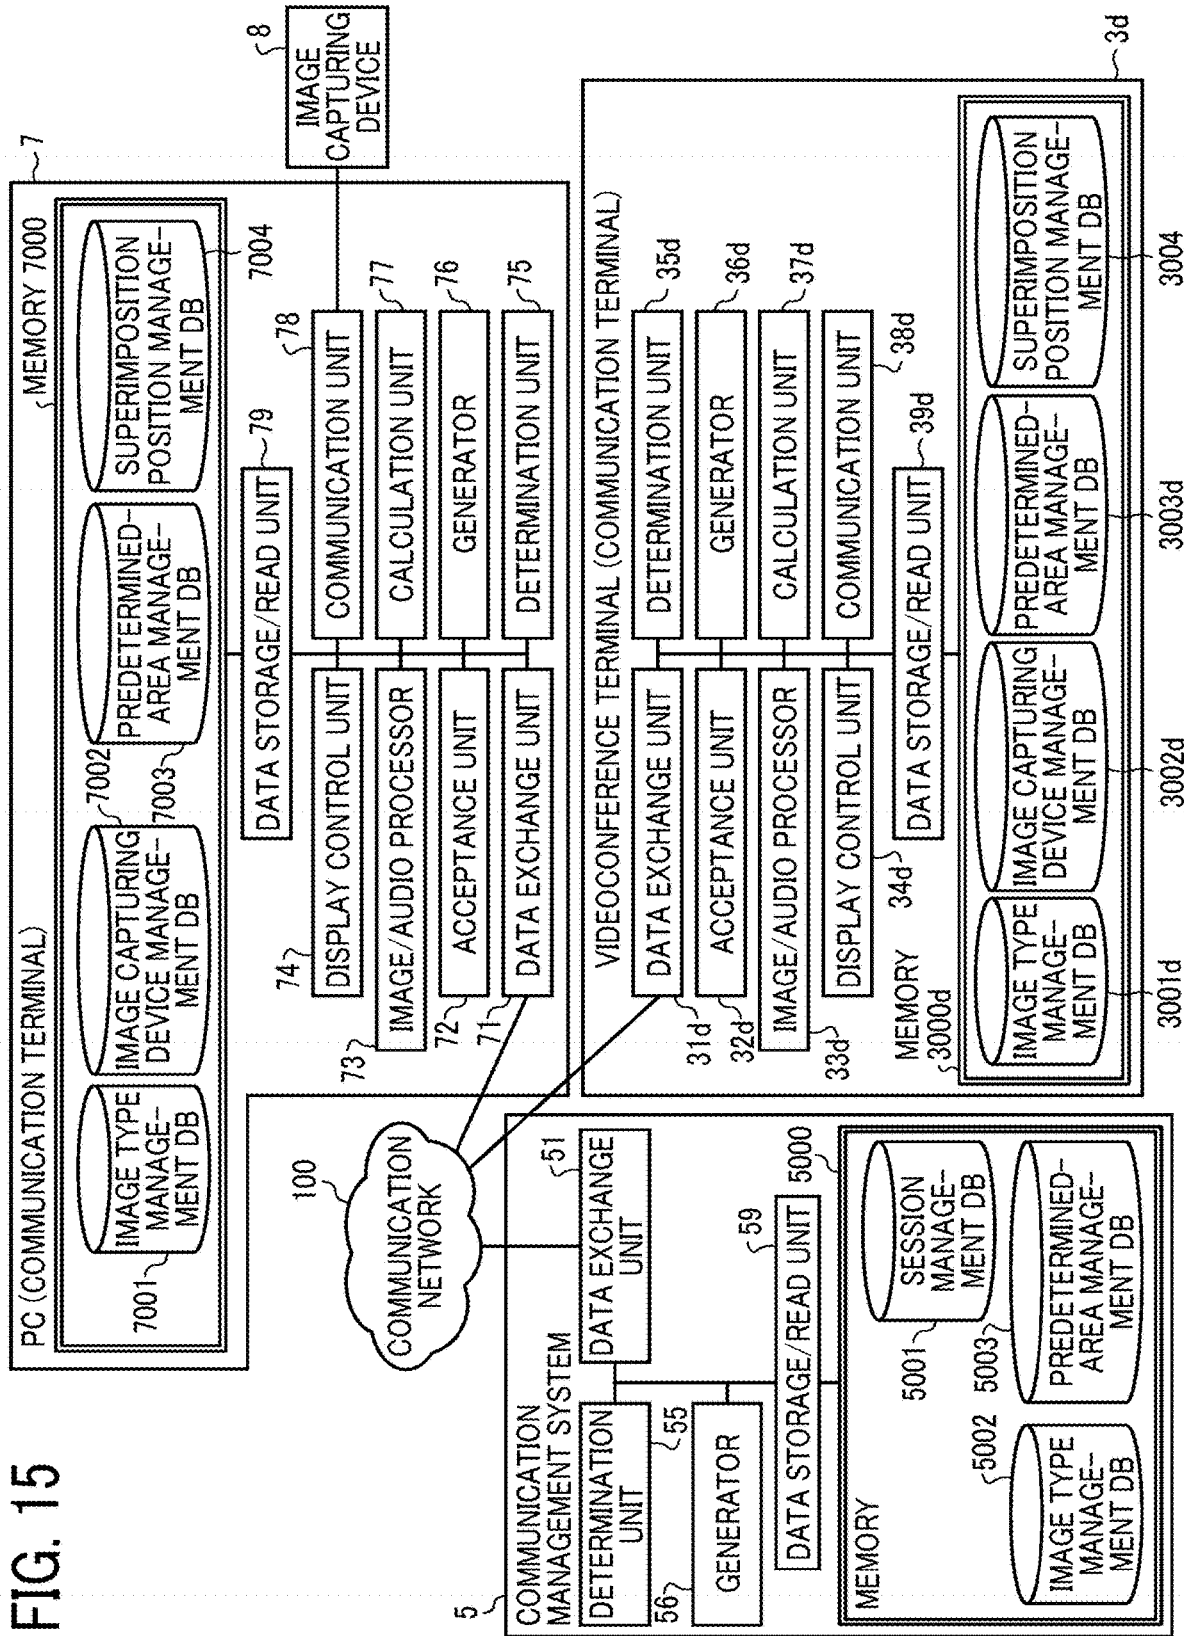 FIG. 15
PC (COMMUNICATION TERMINAL)
7
MEMORY 7000
IMAGE TYPE
MANAGE-
MENT DB
7001
IMAGE CAPTURING
DEVICE MANAGE-
MENT DB
7002
PREDETERMINED-
AREA MANAGE-
MENT DB
7003
SUPERIMPOSITION
POSITION MANAGE-
MENT DB
7004
DATA STORAGE/READ UNIT
79
74
DISPLAY CONTROL UNIT
COMMUNICATION UNIT
78
73
IMAGE/AUDIO PROCESSOR
CALCULATION UNIT
77
72
ACCEPTANCE UNIT
GENERATOR
76
71
DATA EXCHANGE UNIT
DETERMINATION UNIT
75
8
IMAGE
CAPTURING
DEVICE
100
COMMUNICATION
NETWORK
5
COMMUNICATION
MANAGEMENT SYSTEM
51
DATA EXCHANGE
UNIT
DETERMINATION
UNIT
55
56
GENERATOR
DATA STORAGE/READ UNIT
59
MEMORY
5000
SESSION
MANAGE-
MENT DB
5001
5002
IMAGE TYPE
MANAGE-
MENT DB
5003
PREDETERMINED-
AREA MANAGE-
MENT DB
VIDEOCONFERENCE TERMINAL (COMMUNICATION TERMINAL)
3d
DATA EXCHANGE UNIT
31d
DETERMINATION UNIT
35d
ACCEPTANCE UNIT
32d
GENERATOR
36d
IMAGE/AUDIO PROCESSOR
33d
CALCULATION UNIT
37d
DISPLAY CONTROL UNIT
34d
COMMUNICATION UNIT
38d
DATA STORAGE/READ UNIT
39d
MEMORY
3000d
IMAGE TYPE
MANAGE-
MENT DB
3001d
IMAGE CAPTURING
DEVICE MANAGE-
MENT DB
3002d
PREDETERMINED-
AREA MANAGE-
MENT DB
3003d
SUPERIMPOSITION
POSITION MANAGE-
MENT DB
3004